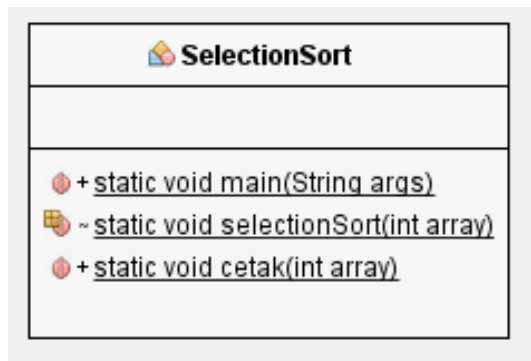 SelectionSort
+ static void main(String args)
~ static void selectionSort(int array)
+ static void cetak(int array)